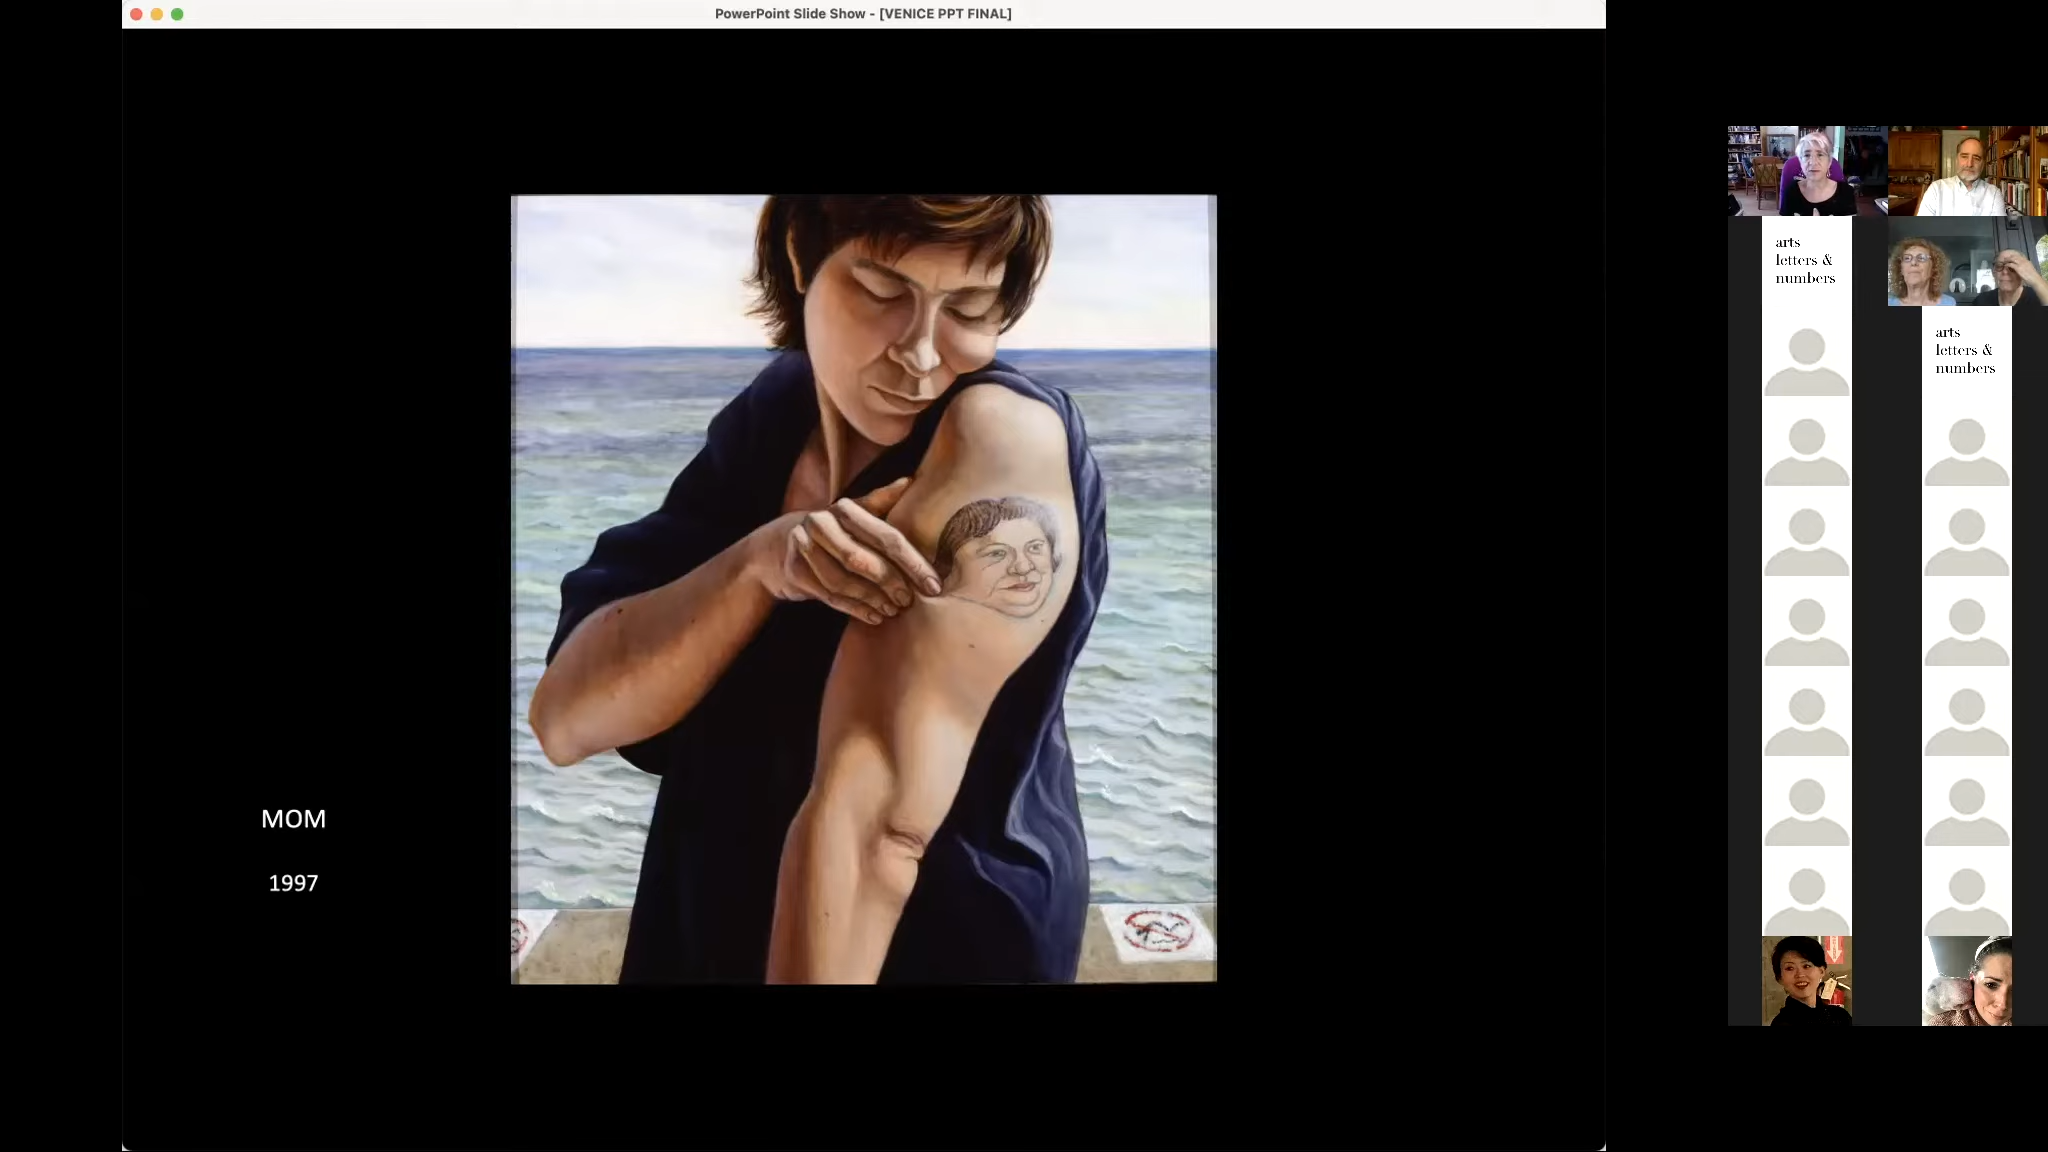 PowerPoint Slide Show - [VENICE PPT FINAL]
MOM
1997
arts
letters &
numbers
arts
letters &
numbers